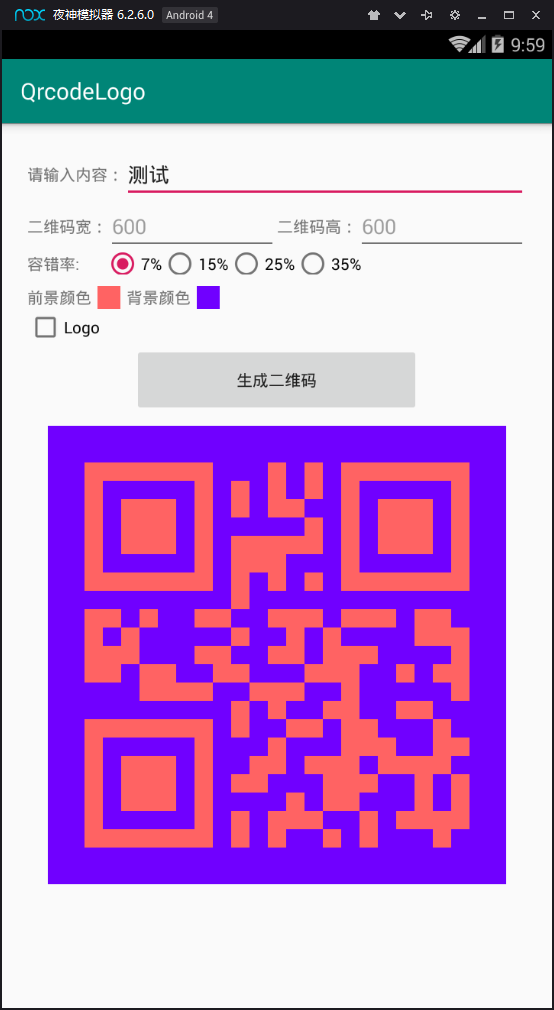 nox 夜神模拟器 6.2.6.0 Android 4
9:59
QrcodeLogo
请输入内容： 测试
二维码宽： 600 二维码高： 600
容错率: 7% 15% 25% 35%
前景颜色 背景颜色
Logo
生成二维码